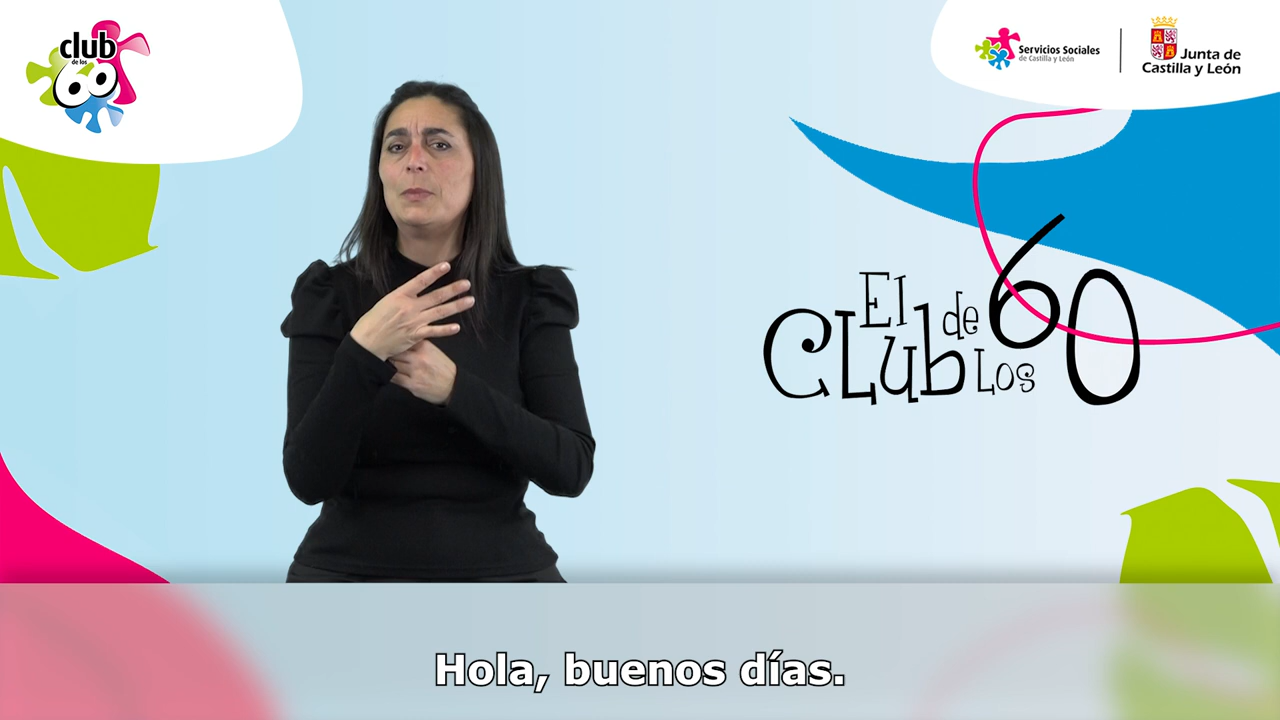 club
de los
60
Servicios Sociales
de Castilla y León
Junta de
Castilla y León
El
Club de
Los 60
Hola, buenos días.